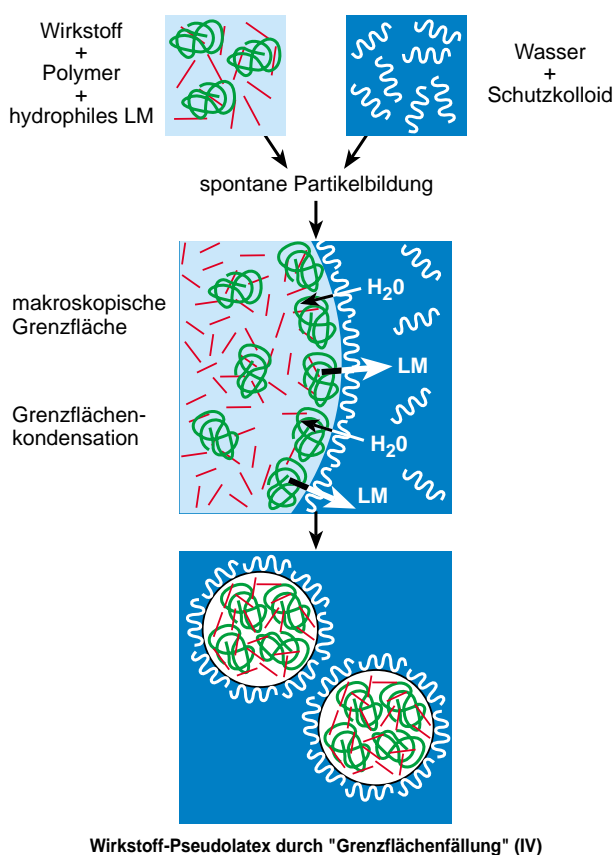 Wirkstoff
+
Polymer
+
hydrophiles LM
Wasser
+
Schutzkolloid
spontane Partikelbildung
makroskopische
Grenzfläche
H₂0
LM
Grenzflächen-
kondensation
H₂0
LM
Wirkstoff-Pseudolatex durch "Grenzflächenfällung" (IV)